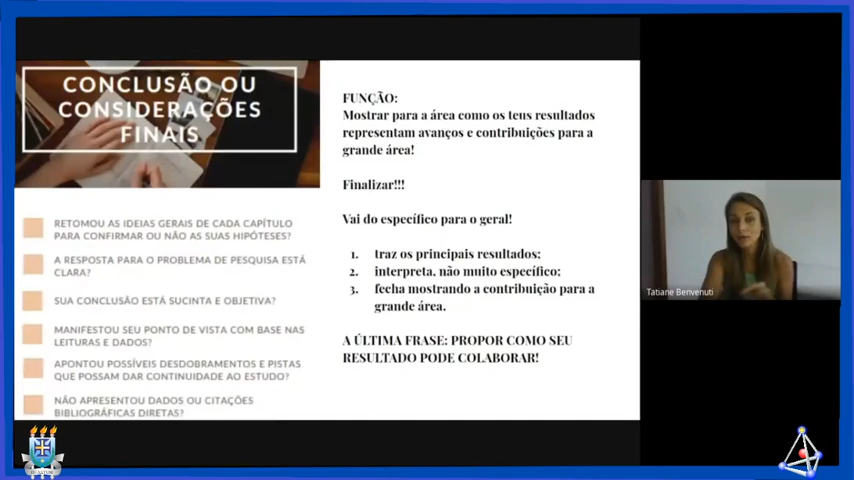 CONCLUSÃO OU
CONSIDERAÇÕES
FINAIS
RETOMOU AS IDEIAS GERAIS DE CADA CAPÍTULO
PARA CONFIRMAR OU NÃO AS SUAS HIPÓTESES?
A RESPOSTA PARA O PROBLEMA DE PESQUISA ESTÁ
CLARA?
SUA CONCLUSÃO ESTÁ SUCINTA E OBJETIVA?
MANIFESTOU SEU PONTO DE VISTA COM BASE NAS
LEITURAS E DADOS?
APONTOU POSSÍVEIS DESDOBRAMENTOS E PISTAS
QUE POSSAM DAR CONTINUIDADE AO ESTUDO?
NÃO APRESENTOU DADOS OU CITAÇÕES
BIBLIOGRÁFICAS DIRETAS?
FUNÇÃO:
Mostrar para a área como os teus resultados
representam avanços e contribuições para a
grande área!
Finalizar!!!
Vai do específico para o geral!
1. traz os principais resultados;
2. interpreta, não muito específico;
3. fecha mostrando a contribuição para a
grande área.
A ÚLTIMA FRASE: PROPOR COMO SEU
RESULTADO PODE COLABORAR!
Tatiane Benvenuti